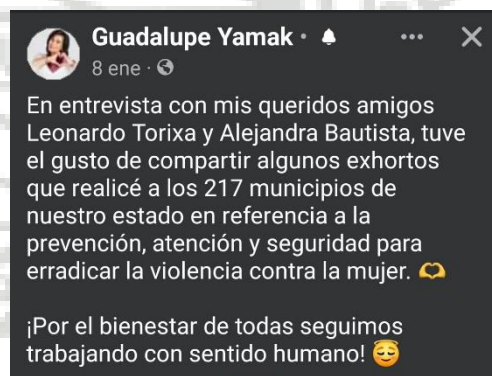 Guadalupe Yamak ·
8 ene ·
En entrevista con mis queridos amigos
Leonardo Torixa y Alejandra Bautista, tuve
el gusto de compartir algunos exhortos
que realicé a los 217 municipios de
nuestro estado en referencia a la
prevención, atención y seguridad para
erradicar la violencia contra la mujer. 🫶
¡Por el bienestar de todas seguimos
trabajando con sentido humano! 😇